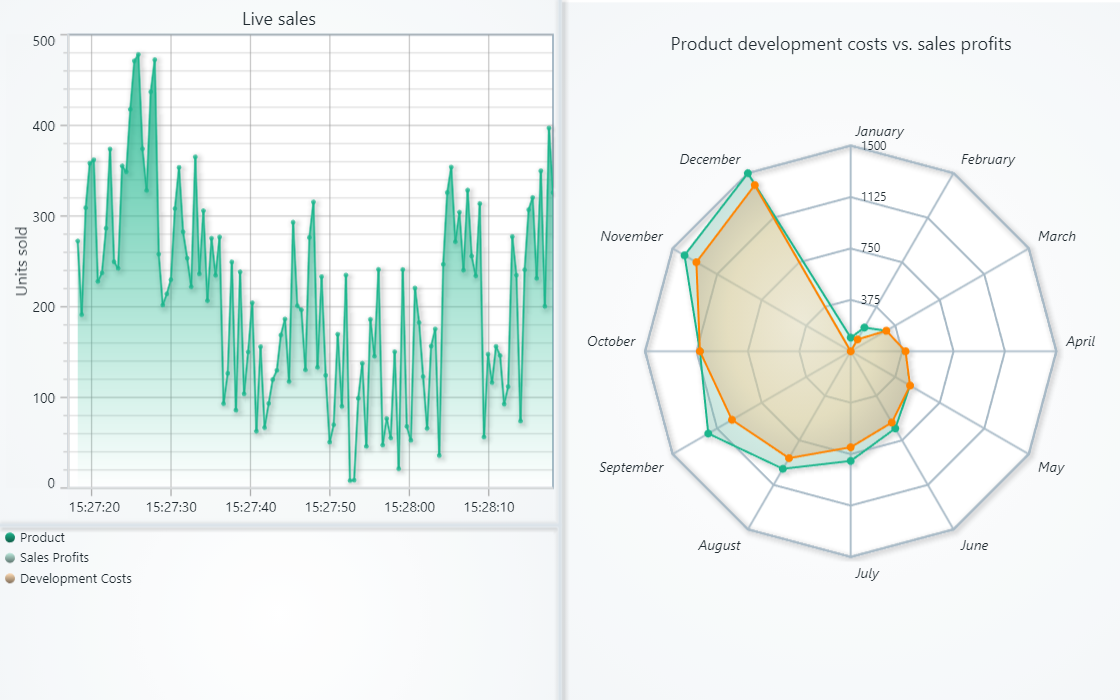 Live sales
Units sold
500
400
300
200
100
0
15:27:20 15:27:30 15:27:40 15:27:50 15:28:00 15:28:10
Product
Sales Profits
Development Costs
Product development costs vs. sales profits
January
February
March
April
May
June
July
August
September
October
November
December
1500
1125
750
375